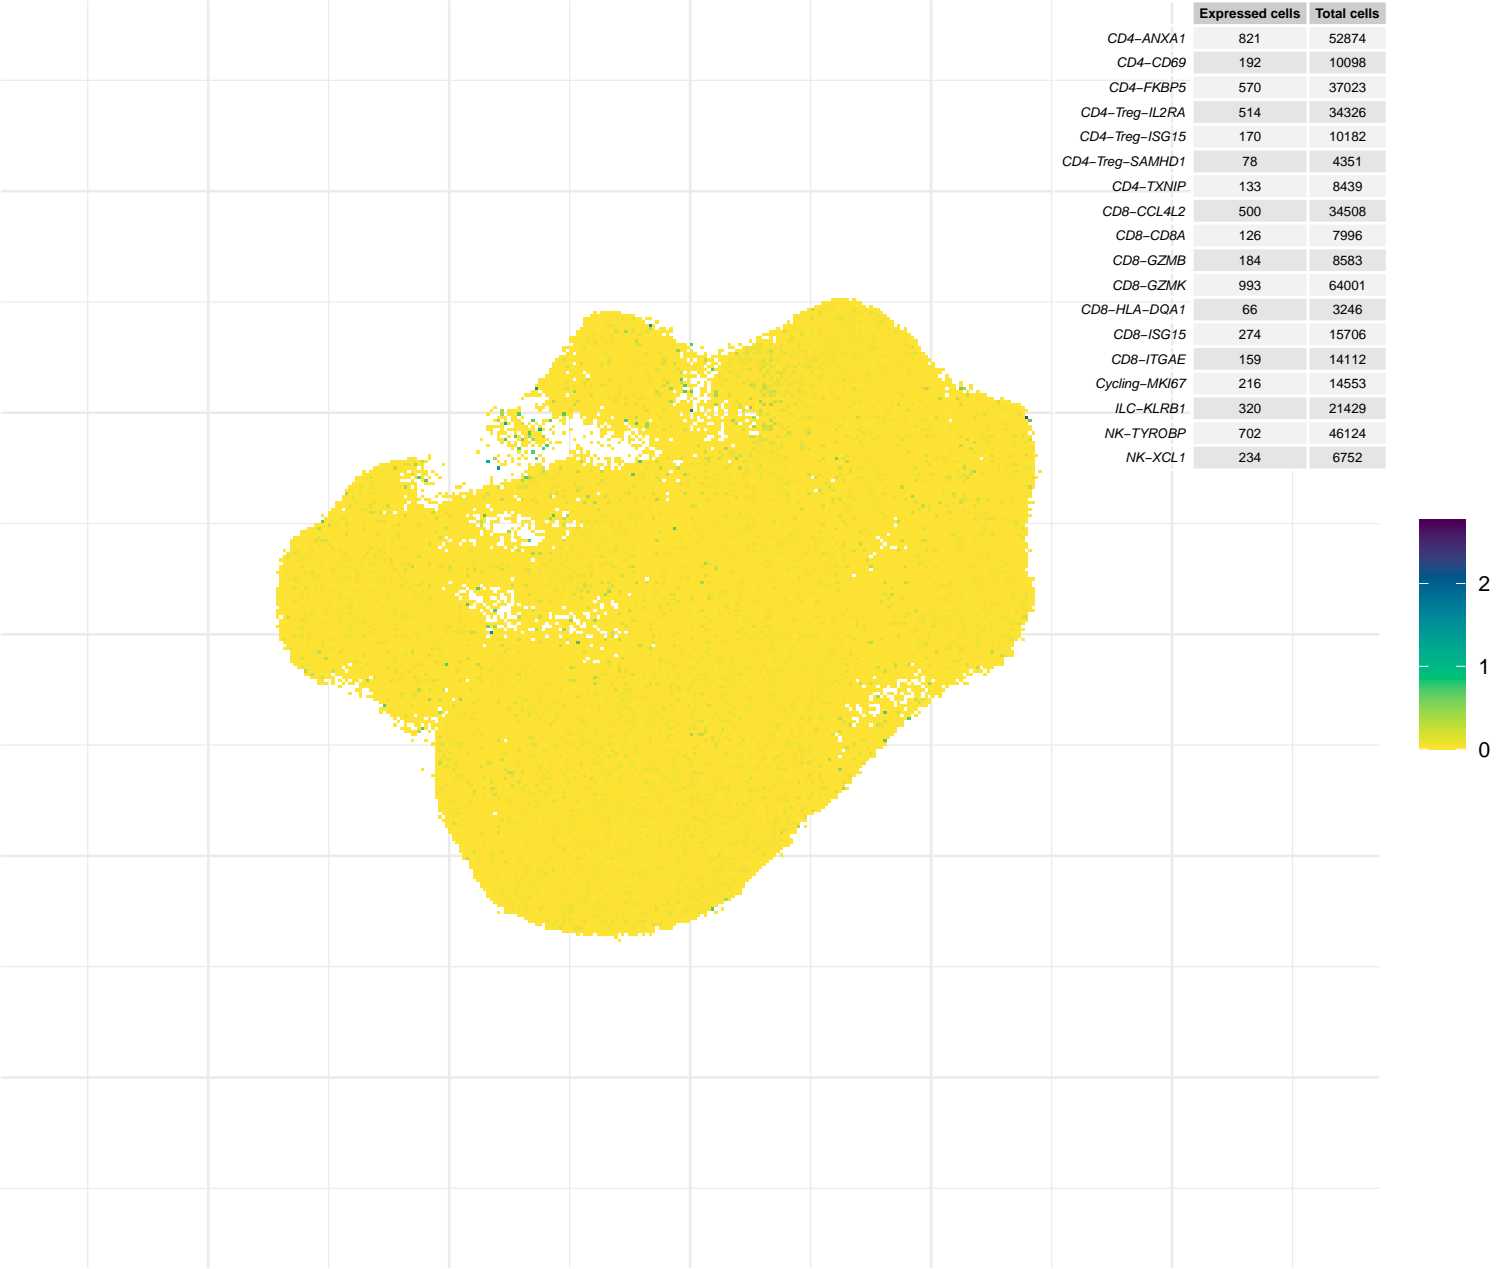 Expressed cells Total cells
CD4−ANXA1 821 52874
CD4−CD69 192 10098
CD4−FKBP5 570 37023
CD4−Treg−IL2RA 514 34326
CD4−Treg−ISG15 170 10182
CD4−Treg−SAMHD1 78 4351
CD4−TXNIP 133 8439
CD8−CCL4L2 500 34508
CD8−CD8A 126 7996
CD8−GZMB 184 8583
CD8−GZMK 993 64001
CD8−HLA−DQA1 66 3246
CD8−ISG15 274 15706
CD8−ITGAE 159 14112
Cycling−MKI67 216 14553
ILC−KLRB1 320 21429
NK−TYROBP 702 46124
NK−XCL1 234 6752
2
1
0